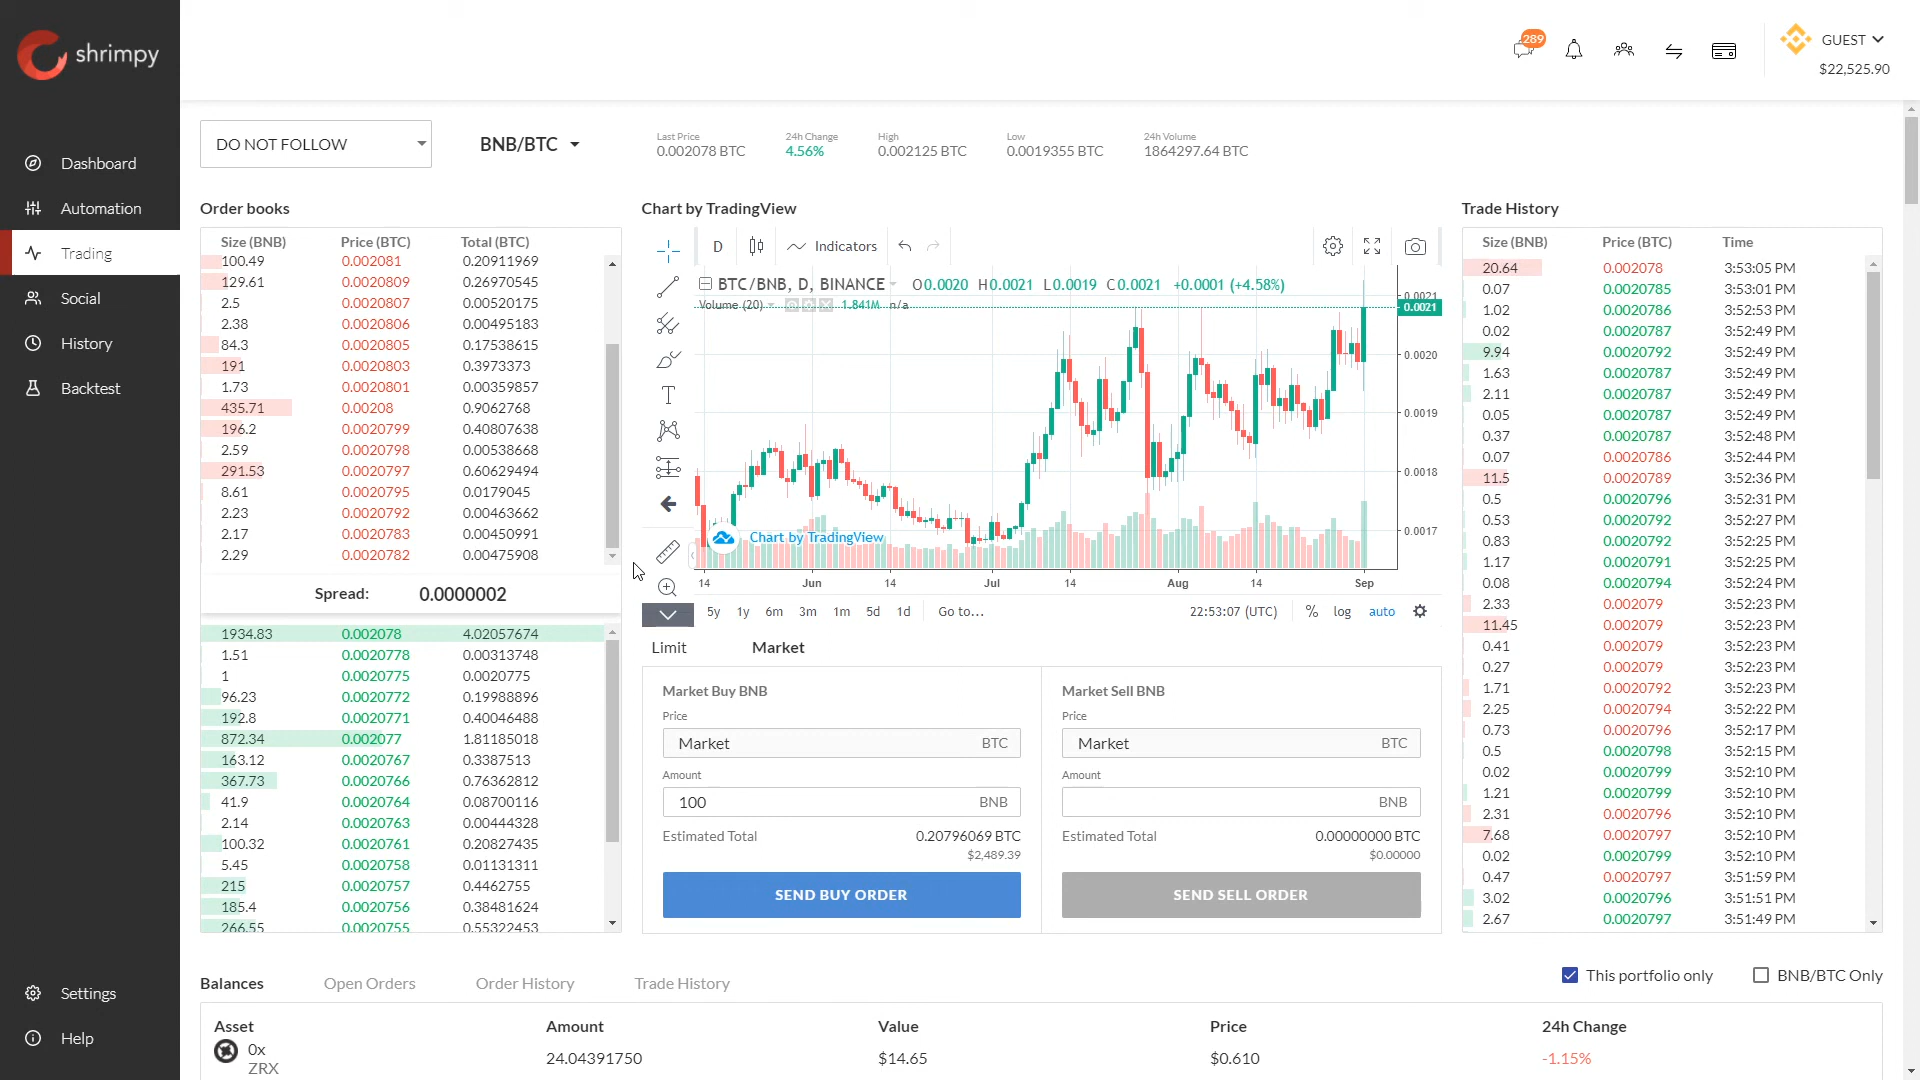 shrimpy
289
GUEST
$22,525.90
Dashboard
Automation
Trading
Social
History
Backtest
Settings
Help
DO NOT FOLLOW
BNB/BTC
Last Price
0.002078 BTC
24h Change
4.56%
High
0.002125 BTC
Low
0.0019355 BTC
24h Volume
1864297.64 BTC
Order books
Size (BNB) Price (BTC) Total (BTC)
100.49 0.002081 0.20911969
129.61 0.0020809 0.26970545
2.5 0.0020807 0.00520175
2.38 0.0020806 0.00495183
84.3 0.0020805 0.17538615
191 0.0020803 0.3973373
1.73 0.0020801 0.00359857
435.71 0.00208 0.9062768
196.2 0.0020799 0.40807638
2.59 0.0020798 0.00538668
291.53 0.0020797 0.60629494
8.61 0.0020795 0.0179045
2.23 0.0020792 0.00463662
2.17 0.0020783 0.00450991
2.29 0.0020782 0.00475908
Spread: 0.0000002
1934.83 0.002078 4.02057674
1.51 0.0020778 0.00313748
1 0.0020775 0.0020775
96.23 0.0020772 0.19988896
192.8 0.0020771 0.40046488
872.34 0.002077 1.81185018
163.12 0.0020767 0.3387513
367.73 0.0020766 0.76362812
41.9 0.0020764 0.08700116
2.14 0.0020763 0.00444328
100.32 0.0020761 0.20827435
5.45 0.0020758 0.01131311
215 0.0020757 0.4462755
185.4 0.0020756 0.38481624
266.55 0.0020755 0.55322453
Chart by TradingView
D Indicators
BTC/BNB, D, BINANCE O0.0020 H0.0021 L0.0019 C0.0021 +0.0001 (+4.58%)
Volume (20) 1.841M n/a
0.0021
0.0021
0.0020
0.0019
0.0018
0.0017
Chart by TradingView
14 Jun 14 Jul 14 Aug 14 Sep
5y 1y 6m 3m 1m 5d 1d Go to... 22:53:07 (UTC) % log auto
Limit Market
Market Buy BNB
Price
Market BTC
Amount
100 BNB
Estimated Total 0.20796069 BTC
$2,489.39
SEND BUY ORDER
Market Sell BNB
Price
Market BTC
Amount
BNB
Estimated Total 0.00000000 BTC
$0.00000
SEND SELL ORDER
Trade History
Size (BNB) Price (BTC) Time
20.64 0.002078 3:53:05 PM
0.07 0.0020785 3:53:01 PM
1.02 0.0020786 3:52:53 PM
0.02 0.0020787 3:52:49 PM
9.94 0.0020792 3:52:49 PM
1.63 0.0020787 3:52:49 PM
2.11 0.0020787 3:52:49 PM
0.05 0.0020787 3:52:49 PM
0.37 0.0020787 3:52:48 PM
0.07 0.0020786 3:52:44 PM
11.5 0.0020789 3:52:36 PM
0.5 0.0020796 3:52:31 PM
0.53 0.0020792 3:52:27 PM
0.83 0.0020792 3:52:25 PM
1.17 0.0020791 3:52:25 PM
0.08 0.0020794 3:52:24 PM
2.33 0.002079 3:52:23 PM
11.45 0.002079 3:52:23 PM
0.41 0.002079 3:52:23 PM
0.27 0.002079 3:52:23 PM
1.71 0.0020792 3:52:23 PM
2.25 0.0020794 3:52:22 PM
0.73 0.0020796 3:52:17 PM
0.5 0.0020798 3:52:15 PM
0.02 0.0020799 3:52:10 PM
1.21 0.0020799 3:52:10 PM
2.31 0.0020796 3:52:10 PM
7.68 0.0020797 3:52:10 PM
0.02 0.0020799 3:52:10 PM
0.47 0.0020797 3:51:59 PM
3.02 0.0020796 3:51:51 PM
2.67 0.0020797 3:51:49 PM
Balances Open Orders Order History Trade History
This portfolio only BNB/BTC Only
Asset Amount Value Price 24h Change
0x 24.04391750 $14.65 $0.610 -1.15%
ZRX